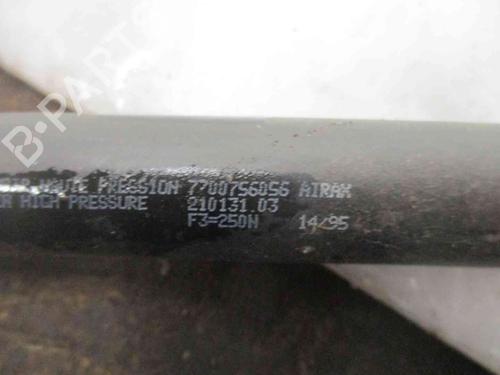 HAUTE PRESSION 7700756056 AIRAX
HIGH PRESSURE 210131 03
F3=250N 14/95
B-PARTS